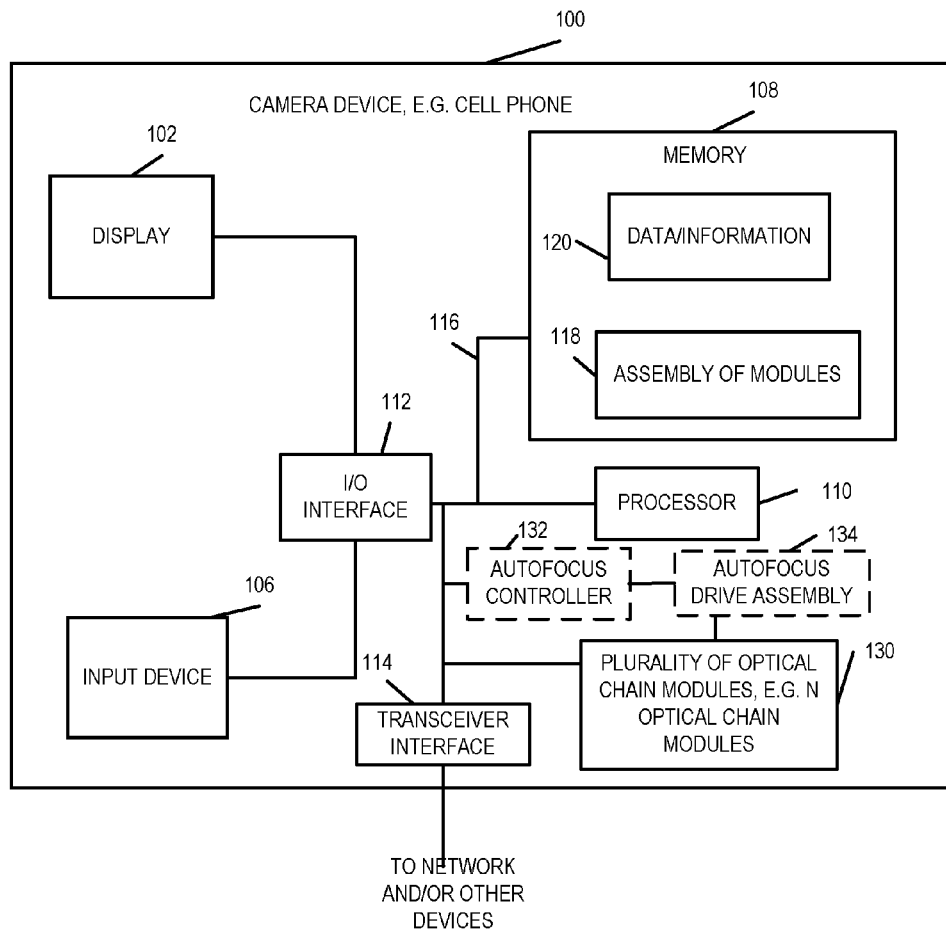 100
CAMERA DEVICE, E.G. CELL PHONE
102
DISPLAY
108
MEMORY
120
DATA/INFORMATION
116
118
ASSEMBLY OF MODULES
112
I/O
INTERFACE
PROCESSOR
110
132
AUTOFOCUS
CONTROLLER
134
AUTOFOCUS
DRIVE ASSEMBLY
106
INPUT DEVICE
114
TRANSCEIVER
INTERFACE
PLURALITY OF OPTICAL
CHAIN MODULES, E.G. N
OPTICAL CHAIN
MODULES
130
TO NETWORK
AND/OR OTHER
DEVICES